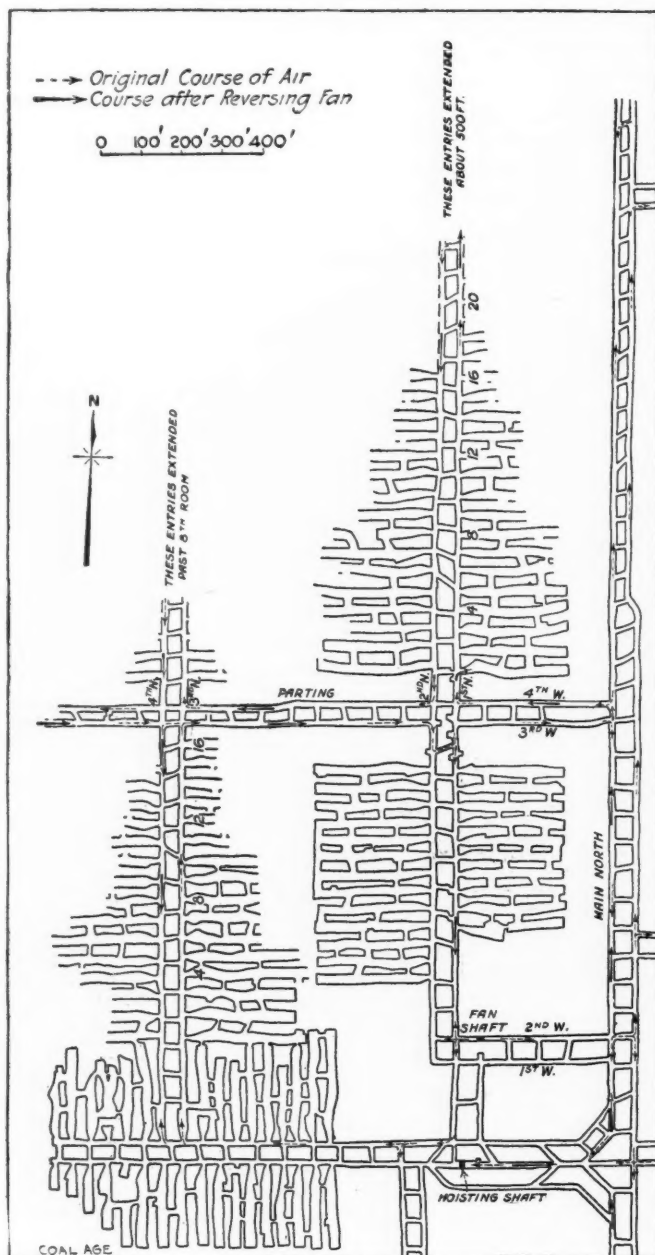 Original Course of Air
Course after Reversing Fan
0 100' 200' 300' 400'
THESE ENTRIES EXTENDED
ABOUT 500 FT.
N
THESE ENTRIES EXTENDED
PAST 8TH ROOM
20
16
12
8
4
4TH N.
3RD N.
PARTING
2ND N.
1ST N.
4TH W.
3RD W
16
12
8
4
MAIN NORTH
FAN
SHAFT
2ND W.
1ST W.
HOISTING SHAFT
COAL AGE